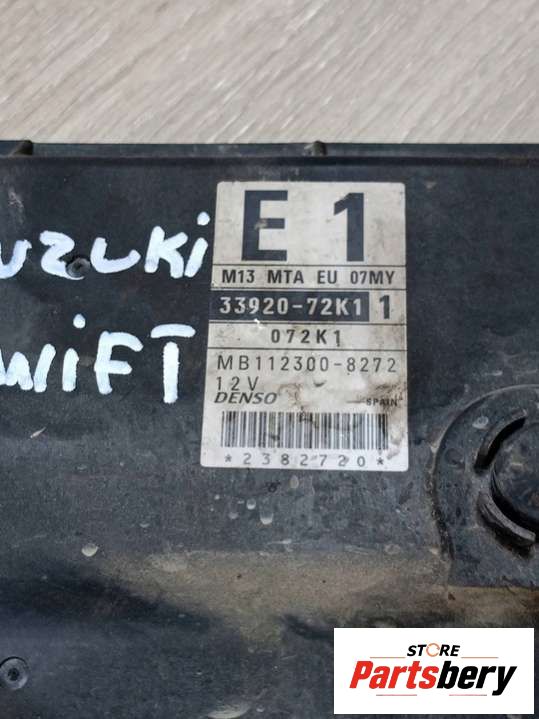 E 1
M13 MTA EU 07MY
33920-72K1 1
072K1
MB112300-8272
12V
DENSO SPAIN
*2382720*
UZUKI
WIFT
STORE
Partsbery